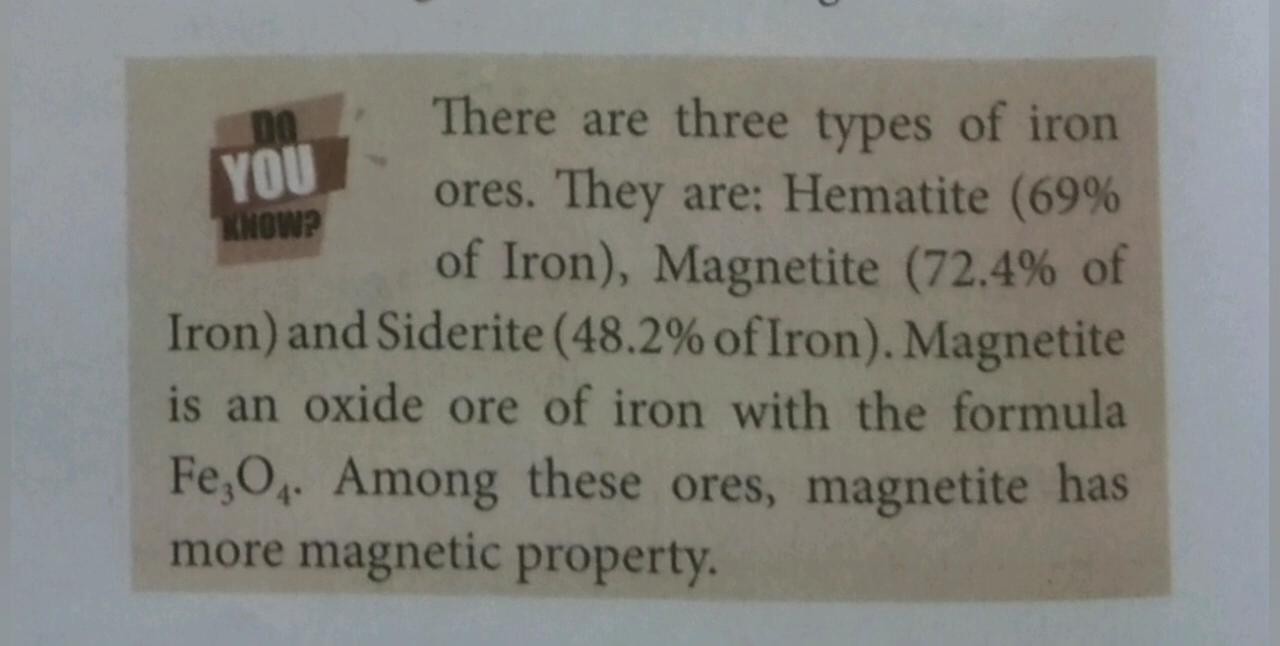 DO
YOU
KNOW?
There are three types of iron
ores. They are: Hematite (69%
of Iron), Magnetite (72.4% of
Iron) and Siderite (48.2% of Iron). Magnetite
is an oxide ore of iron with the formula
Fe₃O₄. Among these ores, magnetite has
more magnetic property.